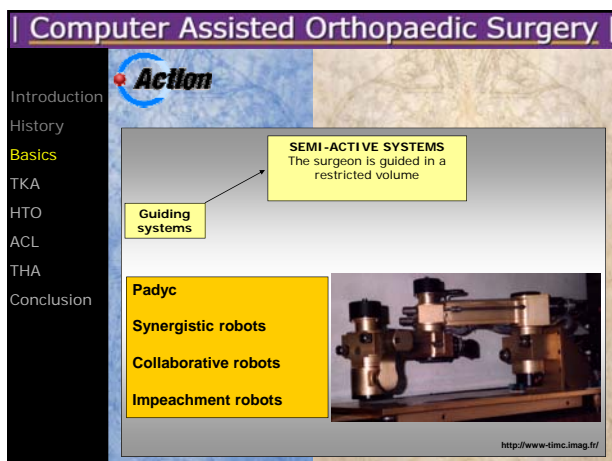 | Computer Assisted Orthopaedic Surgery |
Action
Introduction
History
Basics
TKA
HTO
ACL
THA
Conclusion
SEMI-ACTIVE SYSTEMS
The surgeon is guided in a
restricted volume
Guiding
systems
Padyc
Synergistic robots
Collaborative robots
Impeachment robots
http://www-timc.imag.fr/